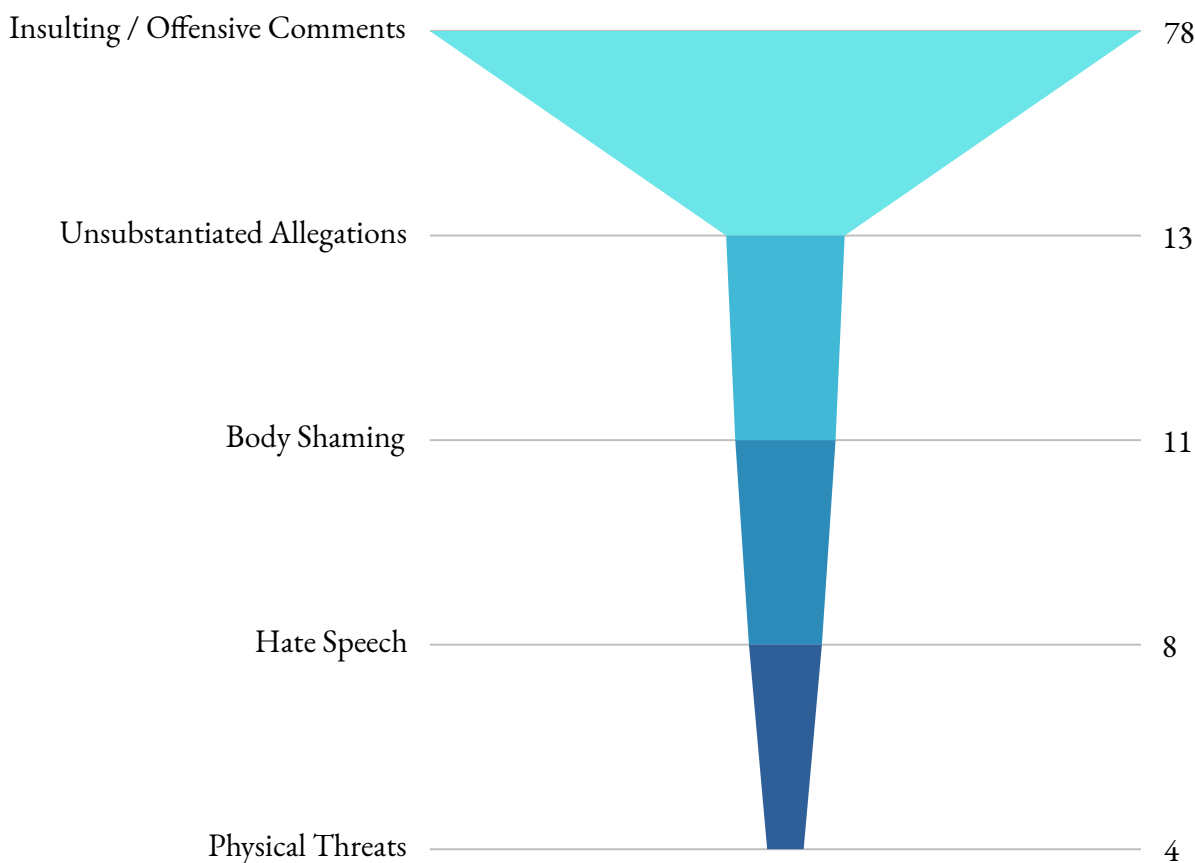 Insulting / Offensive Comments 78
Unsubstantiated Allegations 13
Body Shaming 11
Hate Speech 8
Physical Threats 4